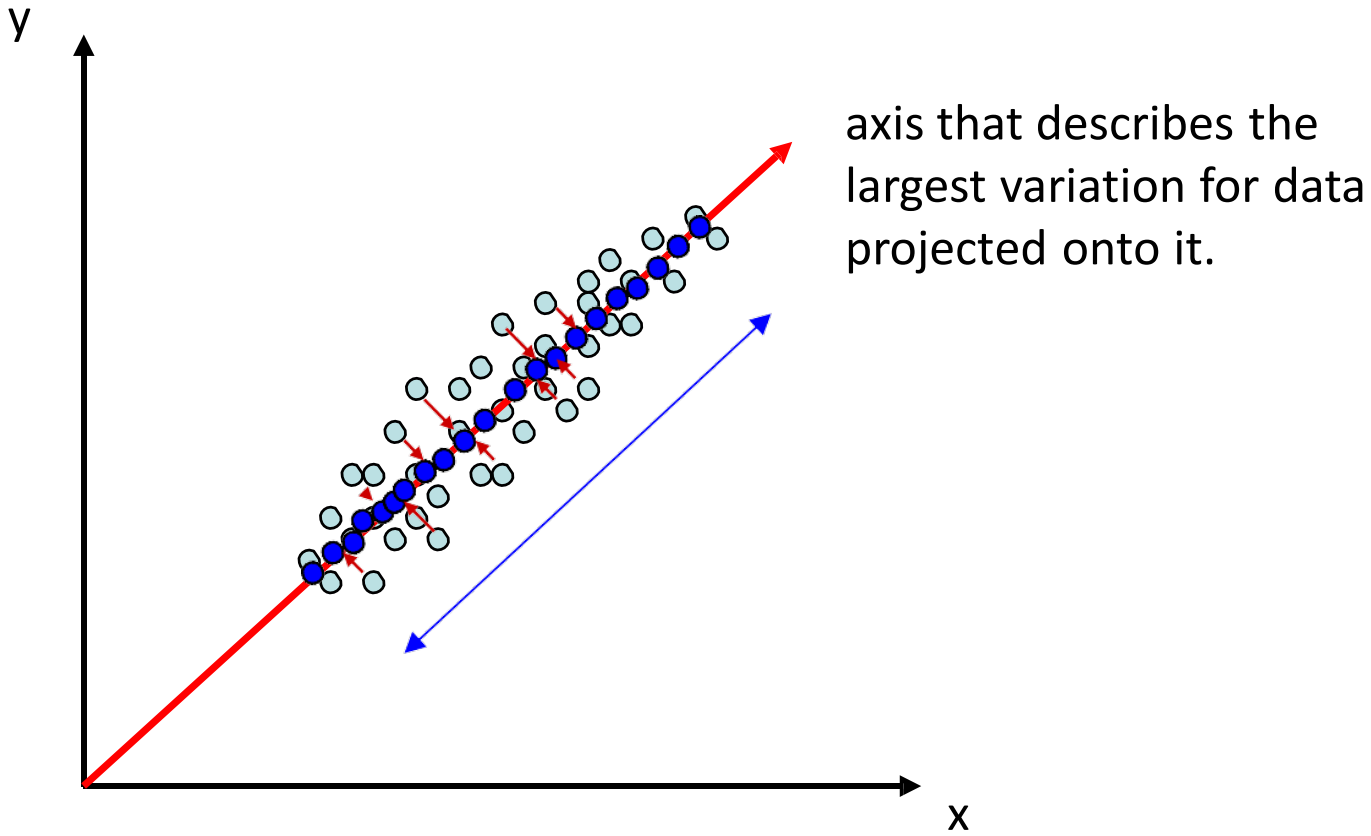 y
axis that describes the
largest variation for data
projected onto it.
x